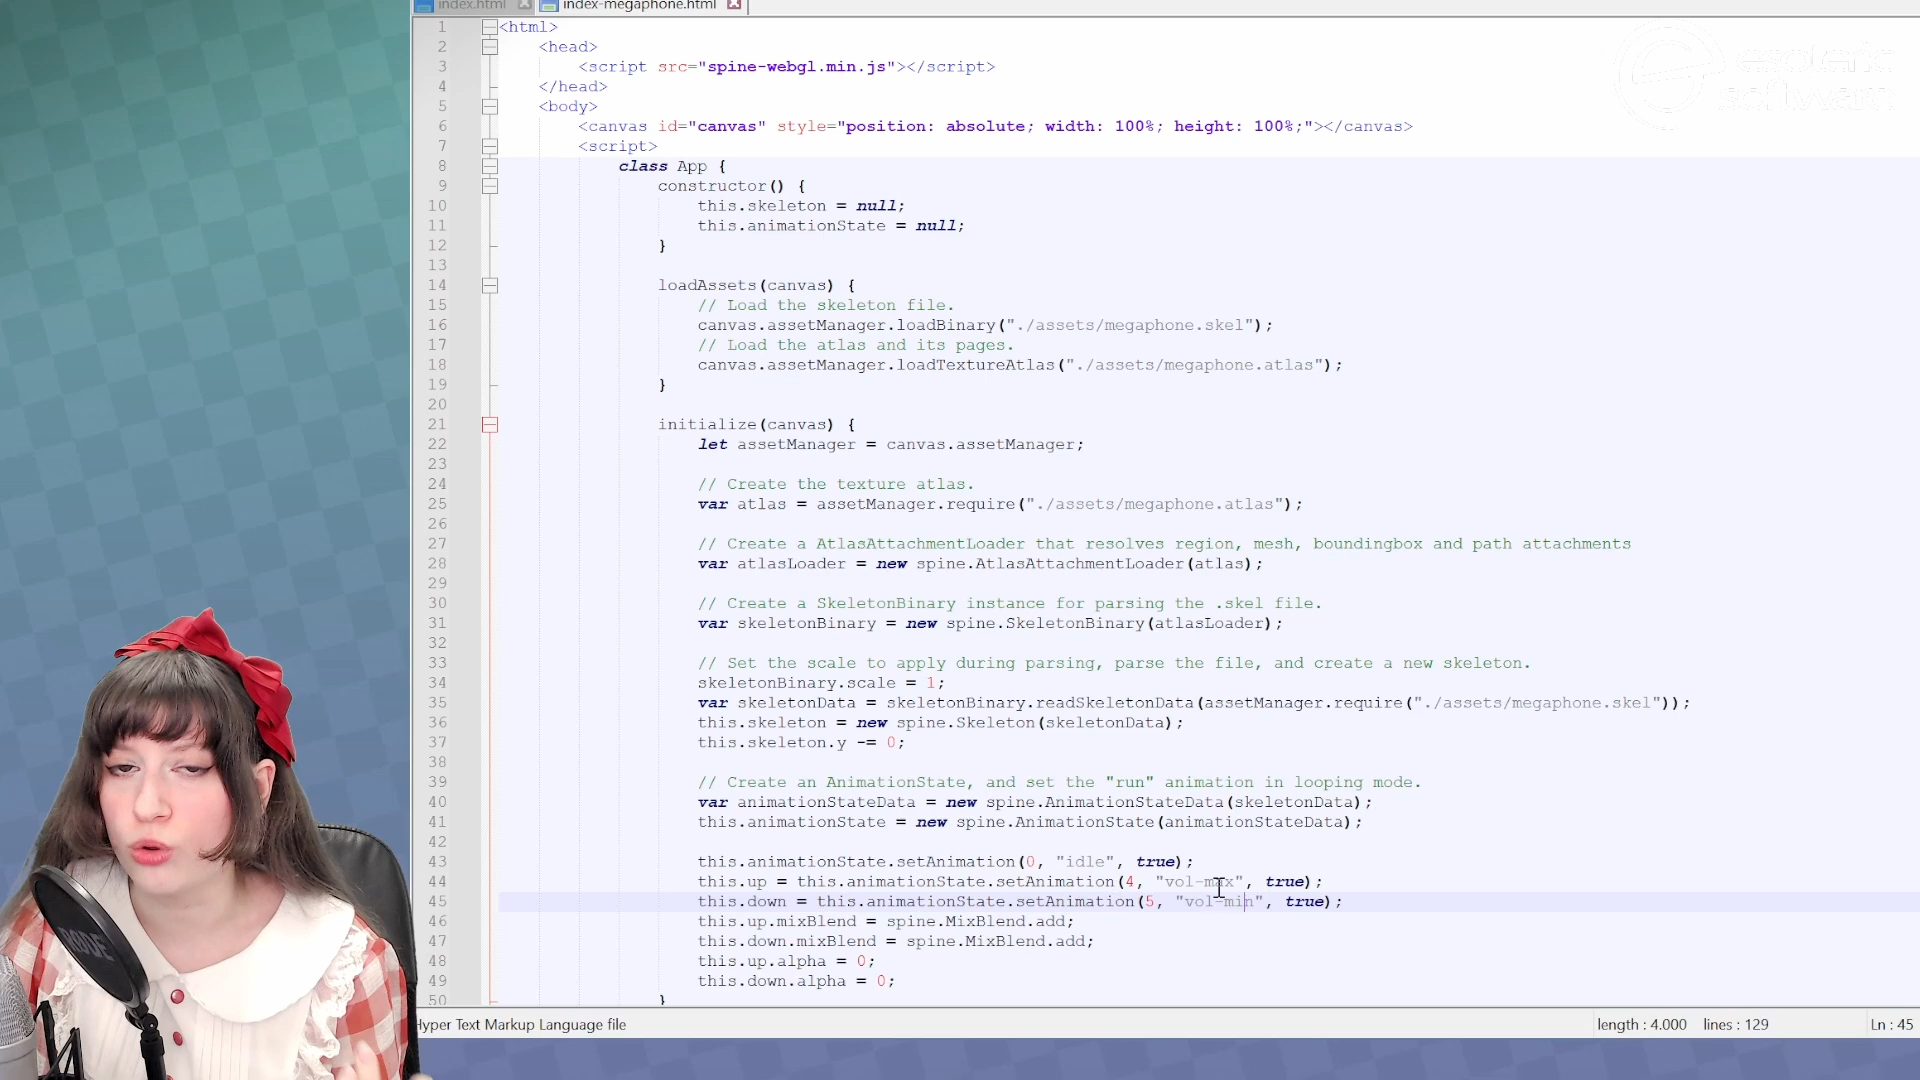 index.html
index-megaphone.html
1 <html>
2 <head>
3 <script src="spine-webgl.min.js"></script>
4 </head>
5 <body>
6 <canvas id="canvas" style="position: absolute; width: 100%; height: 100%;"></canvas>
7 <script>
8 class App {
9 constructor() {
10 this.skeleton = null;
11 this.animationState = null;
12 }
13
14 loadAssets(canvas) {
15 // Load the skeleton file.
16 canvas.assetManager.loadBinary("./assets/megaphone.skel");
17 // Load the atlas and its pages.
18 canvas.assetManager.loadTextureAtlas("./assets/megaphone.atlas");
19 }
20
21 initialize(canvas) {
22 let assetManager = canvas.assetManager;
23
24 // Create the texture atlas.
25 var atlas = assetManager.require("./assets/megaphone.atlas");
26
27 // Create a AtlasAttachmentLoader that resolves region, mesh, boundingbox and path attachments
28 var atlasLoader = new spine.AtlasAttachmentLoader(atlas);
29
30 // Create a SkeletonBinary instance for parsing the .skel file.
31 var skeletonBinary = new spine.SkeletonBinary(atlasLoader);
32
33 // Set the scale to apply during parsing, parse the file, and create a new skeleton.
34 skeletonBinary.scale = 1;
35 var skeletonData = skeletonBinary.readSkeletonData(assetManager.require("./assets/megaphone.skel"));
36 this.skeleton = new spine.Skeleton(skeletonData);
37 this.skeleton.y -= 0;
38
39 // Create an AnimationState, and set the "run" animation in looping mode.
40 var animationStateData = new spine.AnimationStateData(skeletonData);
41 this.animationState = new spine.AnimationState(animationStateData);
42
43 this.animationState.setAnimation(0, "idle", true);
44 this.up = this.animationState.setAnimation(4, "vol-max", true);
45 this.down = this.animationState.setAnimation(5, "vol-min", true);
46 this.up.mixBlend = spine.MixBlend.add;
47 this.down.mixBlend = spine.MixBlend.add;
48 this.up.alpha = 0;
49 this.down.alpha = 0;
50 }
Hyper Text Markup Language file
length : 4.000 lines : 129
Ln : 45
esoteric
software
RODE